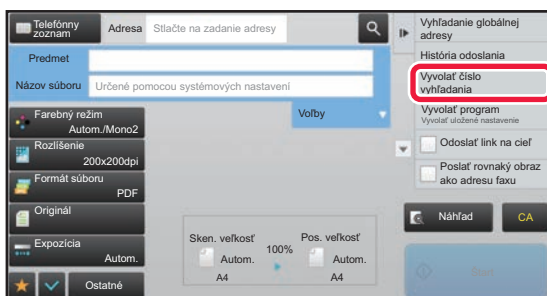 Telefónny
zoznam
Adresa
Stlačte na zadanie adresy
Predmet
Názov súboru
Určené pomocou systémových nastavení
Farebný režim
Autom./Mono2
Voľby
Rozlíšenie
200x200dpi
Formát súboru
PDF
Originál
Expozícia
Autom.
Ostatné
Sken. veľkosť
Autom.
A4
100%
Pos. veľkosť
Autom.
A4
Vyhľadanie globálnej
adresy
História odoslania
Vyvolať číslo
vyhľadania
Vyvolať program
Vyvolať uložené nastavenie
Odoslať link na cieľ
Poslať rovnaký obraz
ako adresu faxu
Náhľad
CA
Štart